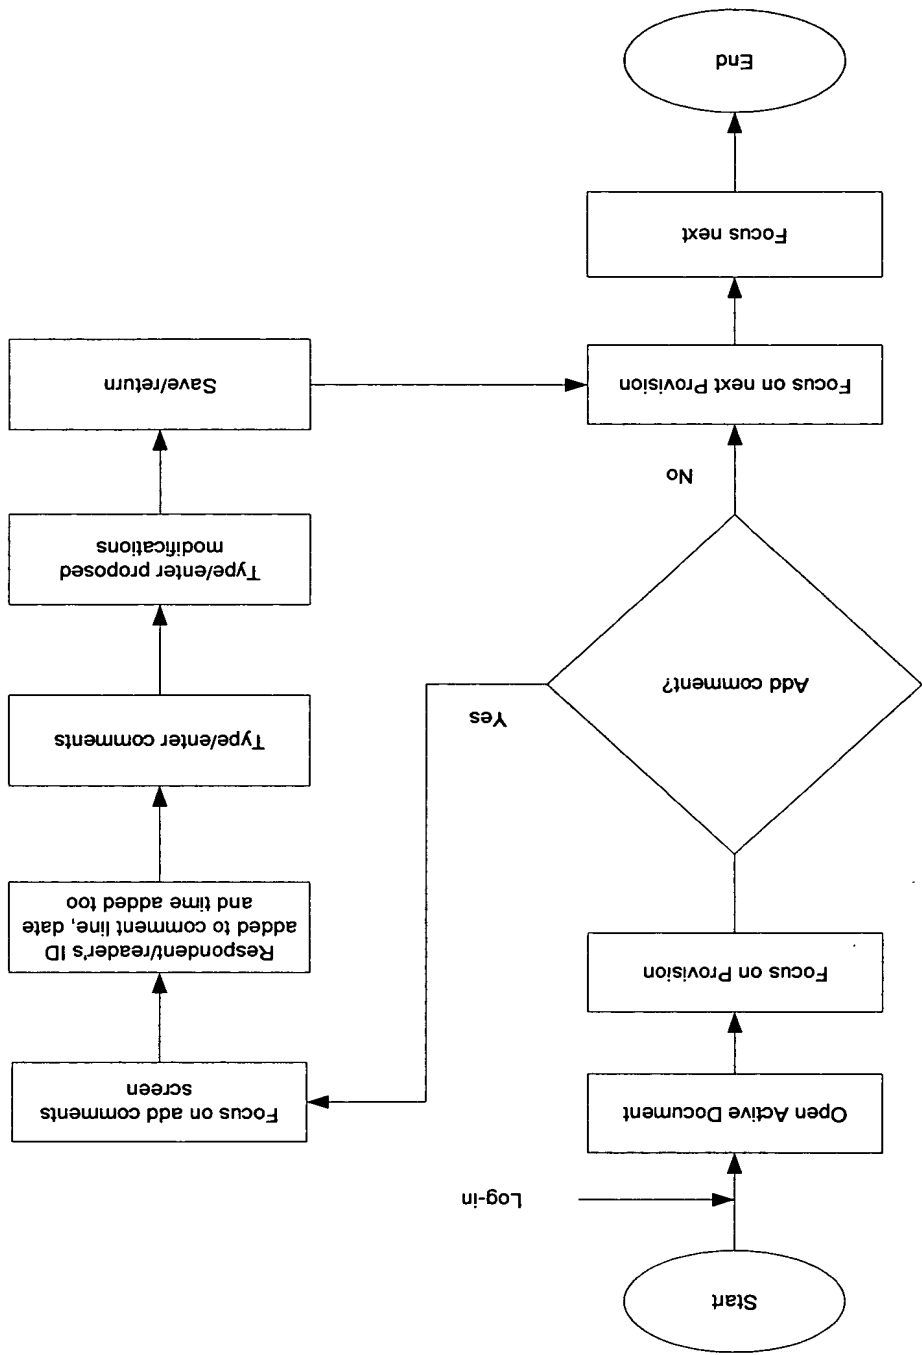 Start
Log-in
Open Active Document
Focus on Provision
Add comment?
Yes
No
Focus on add comments
screen
Respondent/reader's ID
added to comment line, date
and time added too
Type/enter comments
Type/enter proposed
modifications
Save/return
Focus on next Provision
Focus next
End